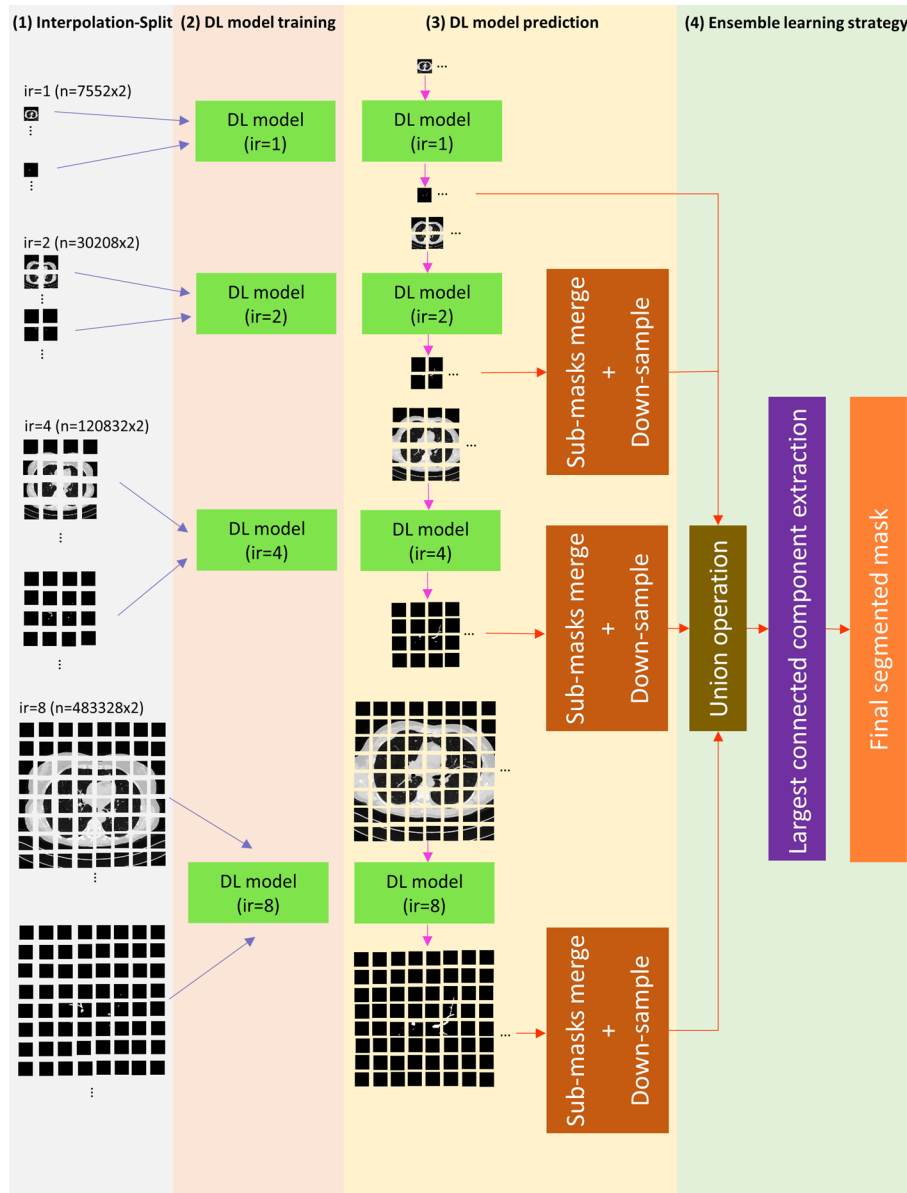 (1) Interpolation-Split
(2) DL model training
(3) DL model prediction
(4) Ensemble learning strategy
ir=1 (n=7552x2)
...
...
DL model
(ir=1)
...
DL model
(ir=1)
...
ir=2 (n=30208x2)
...
...
DL model
(ir=2)
...
DL model
(ir=2)
...
Sub-masks merge
+
Down-sample
ir=4 (n=120832x2)
...
...
DL model
(ir=4)
...
DL model
(ir=4)
...
Sub-masks merge
+
Down-sample
ir=8 (n=483328x2)
...
...
DL model
(ir=8)
...
DL model
(ir=8)
...
Sub-masks merge
+
Down-sample
Union operation
Largest connected component extraction
Final segmented mask